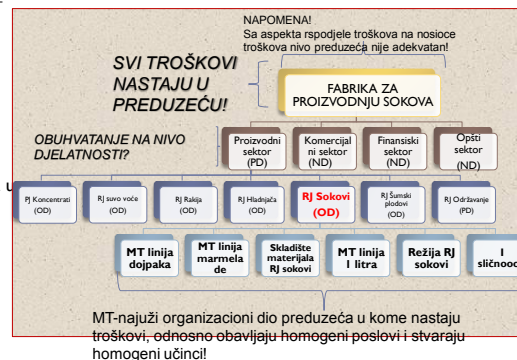 NAPOMENA!
Sa aspekta rspodjele troškova na nosioce
troškova nivo preduzeća nije adekvatan!
SVI TROŠKOVI
NASTAJU U
PREDUZEĆU!
FABRIKA ZA
PROIZVODNJU SOKOVA
OBUHVATANJE NA NIVO
DJELATNOSTI?
Proizvodni
sektor
(PD)
Komercijal
ni sektor
(ND)
Finansiski
sektor
(ND)
Opšti
sektor
(ND)
u
PJ Koncentrati
(OD)
RJ suvo voće
(OD)
RJ Rakija
(OD)
RJ Hladnjača
(OD)
RJ Sokovi
(OD)
RJ Šumski
plodovi
(OD)
RJ Održavanje
(PD)
MT linija
dojpaka
MT linija
marmela
de
Skladište
materijala
RJ sokovi
MT linija
1 litra
Režija RJ
sokovi
I
sličnood
MT-najuži organizacioni dio preduzeća u kome nastaju
troškovi, odnosno obavljaju homogeni poslovi i stvaraju
homogeni učinci!